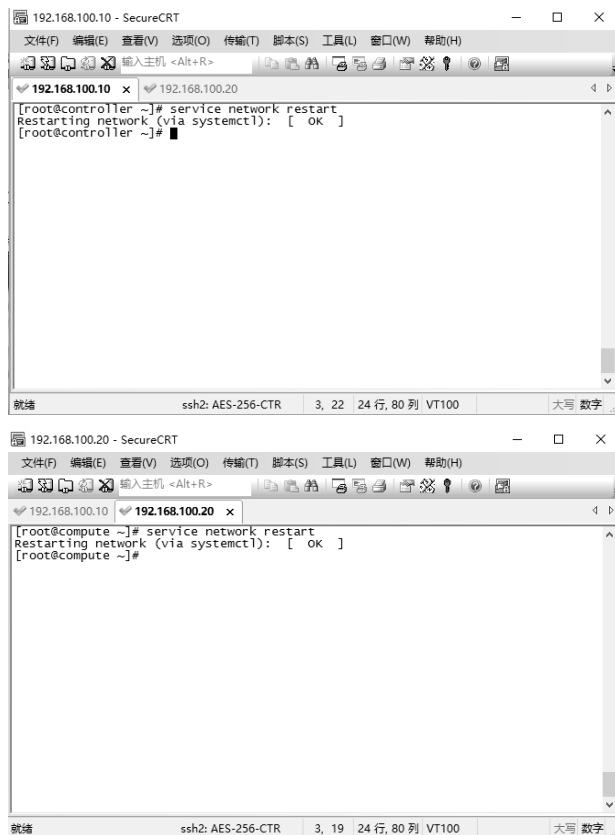 192.168.100.10 - SecureCRT
文件(F) 编辑(E) 查看(V) 选项(O) 传输(T) 脚本(S) 工具(L) 窗口(W) 帮助(H)
输入主机 <Alt+R>
192.168.100.10 192.168.100.20
[root@controller ~]# service network restart
Restarting network (via systemctl): [ OK ]
[root@controller ~]#
就绪 ssh2: AES-256-CTR 3, 22 24 行, 80 列 VT100 大写 数字
192.168.100.20 - SecureCRT
文件(F) 编辑(E) 查看(V) 选项(O) 传输(T) 脚本(S) 工具(L) 窗口(W) 帮助(H)
输入主机 <Alt+R>
192.168.100.10 192.168.100.20
[root@compute ~]# service network restart
Restarting network (via systemctl): [ OK ]
[root@compute ~]#
就绪 ssh2: AES-256-CTR 3, 19 24 行, 80 列 VT100 大写 数字